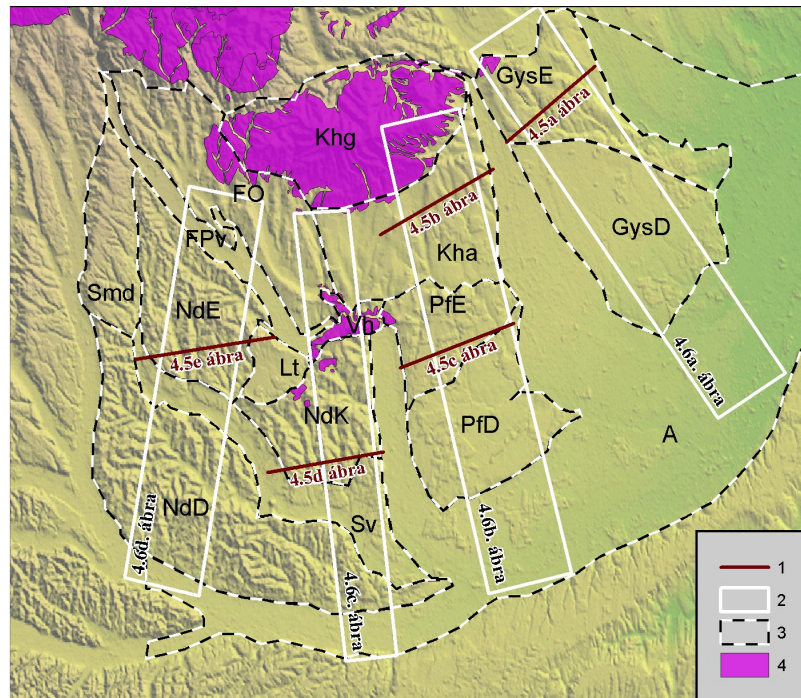 GysE
4.5a ábra
Khg
FO
4.5b ábra
FPV
GysD
Kha
Smd
NdE
PfE
Vh
4.5e ábra
Lt
4.5c ábra
4.6a. ábra
NdK
PfD
A
4.5d ábra
NdD
Sv
4.6d. ábra
4.6b. ábra
4.6c. ábra
1
2
3
4